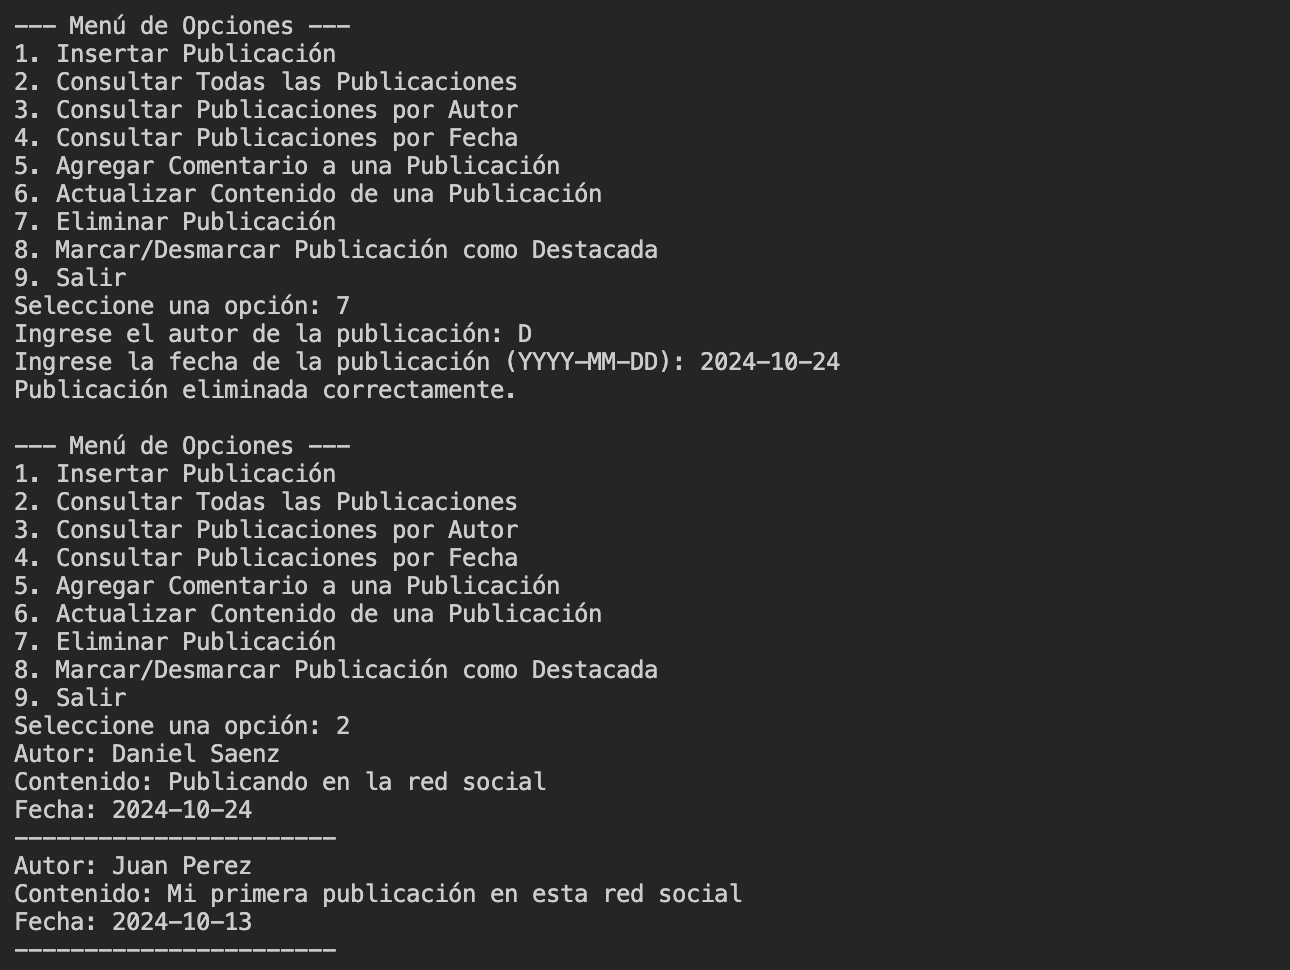 --- Menú de Opciones ---
1. Insertar Publicación
2. Consultar Todas las Publicaciones
3. Consultar Publicaciones por Autor
4. Consultar Publicaciones por Fecha
5. Agregar Comentario a una Publicación
6. Actualizar Contenido de una Publicación
7. Eliminar Publicación
8. Marcar/Desmarcar Publicación como Destacada
9. Salir
Seleccione una opción: 7
Ingrese el autor de la publicación: D
Ingrese la fecha de la publicación (YYYY-MM-DD): 2024-10-24
Publicación eliminada correctamente.

--- Menú de Opciones ---
1. Insertar Publicación
2. Consultar Todas las Publicaciones
3. Consultar Publicaciones por Autor
4. Consultar Publicaciones por Fecha
5. Agregar Comentario a una Publicación
6. Actualizar Contenido de una Publicación
7. Eliminar Publicación
8. Marcar/Desmarcar Publicación como Destacada
9. Salir
Seleccione una opción: 2
Autor: Daniel Saenz
Contenido: Publicando en la red social
Fecha: 2024-10-24
-----------------------
Autor: Juan Perez
Contenido: Mi primera publicación en esta red social
Fecha: 2024-10-13
-----------------------